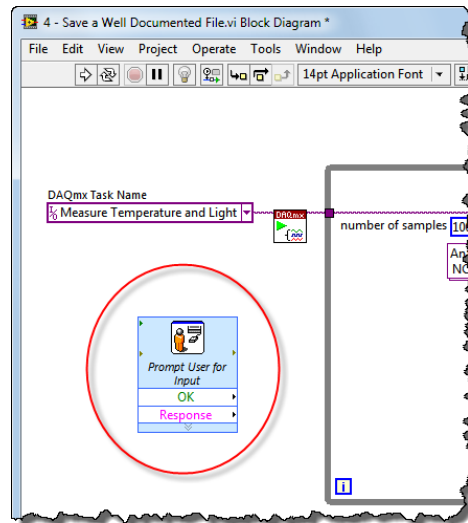 4 - Save a Well Documented File.vi Block Diagram *
File Edit View Project Operate Tools Window Help
14pt Application Font
DAQmx Task Name
I/O Measure Temperature and Light
DAQmx
number of samples
Prompt User for
Input
OK
Response
i